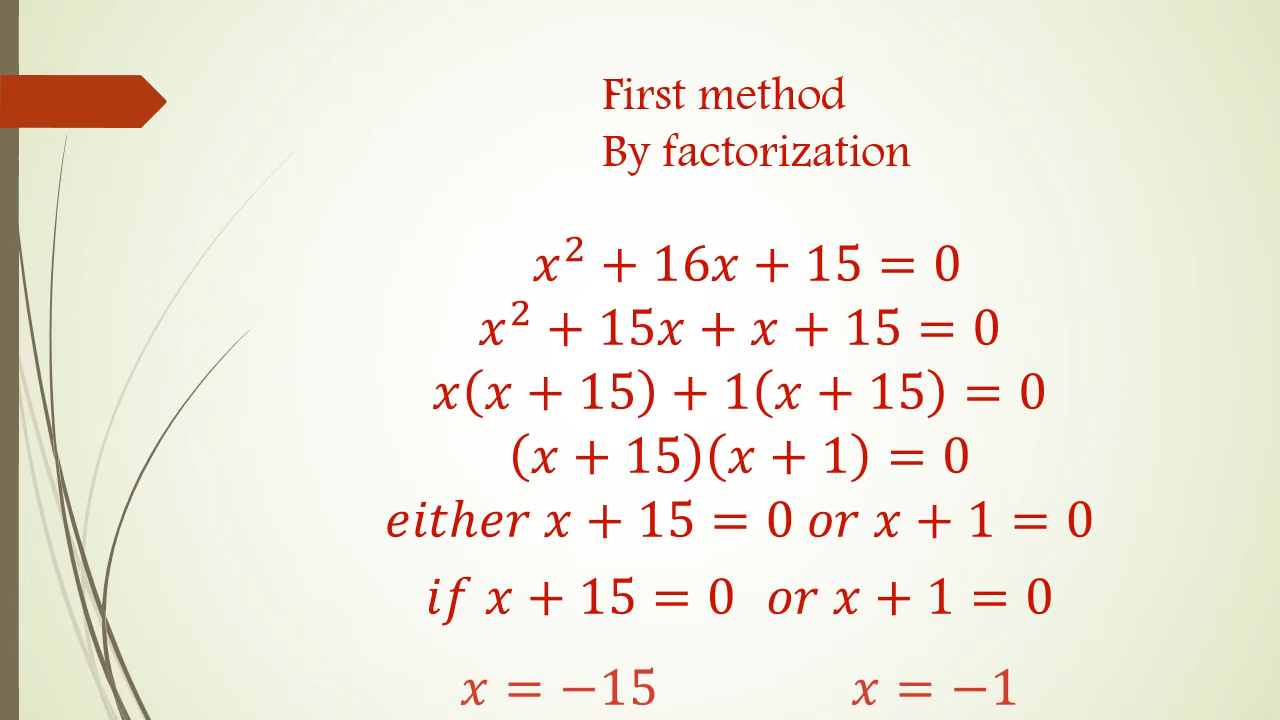 First method
By factorization
x² + 16x + 15 = 0
x² + 15x + x + 15 = 0
x(x + 15) + 1(x + 15) = 0
(x + 15)(x + 1) = 0
either x + 15 = 0 or x + 1 = 0
if x + 15 = 0 or x + 1 = 0
x = −15 x = −1